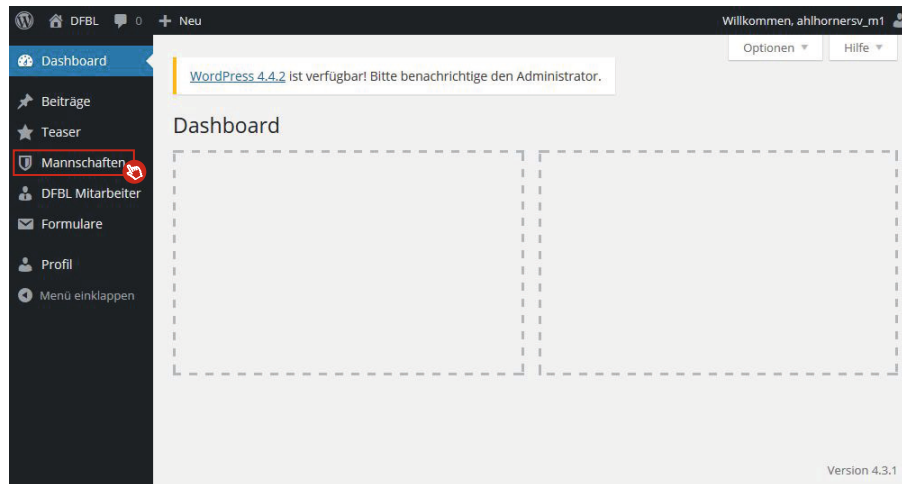 DFBL 0 + Neu Willkommen, ahlhornersv_m1
Optionen Hilfe
Dashboard
WordPress 4.4.2 ist verfügbar! Bitte benachrichtige den Administrator.
Beiträge
Dashboard
Teaser
Mannschaften
DFBL Mitarbeiter
Formulare
Profil
Menü einklappen
Version 4.3.1